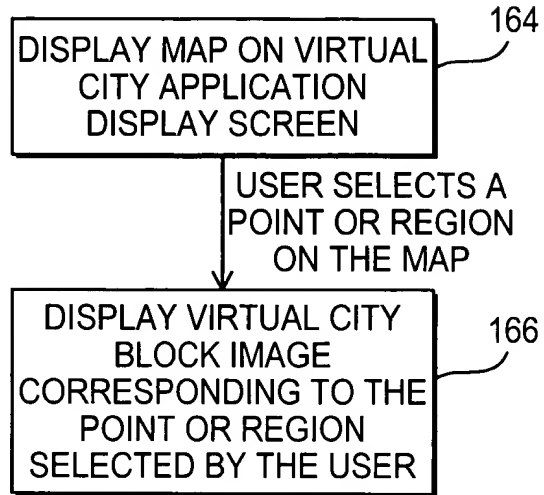 164
DISPLAY MAP ON VIRTUAL
CITY APPLICATION
DISPLAY SCREEN
USER SELECTS A
POINT OR REGION
ON THE MAP
DISPLAY VIRTUAL CITY
BLOCK IMAGE
CORRESPONDING TO THE
POINT OR REGION
SELECTED BY THE USER
166